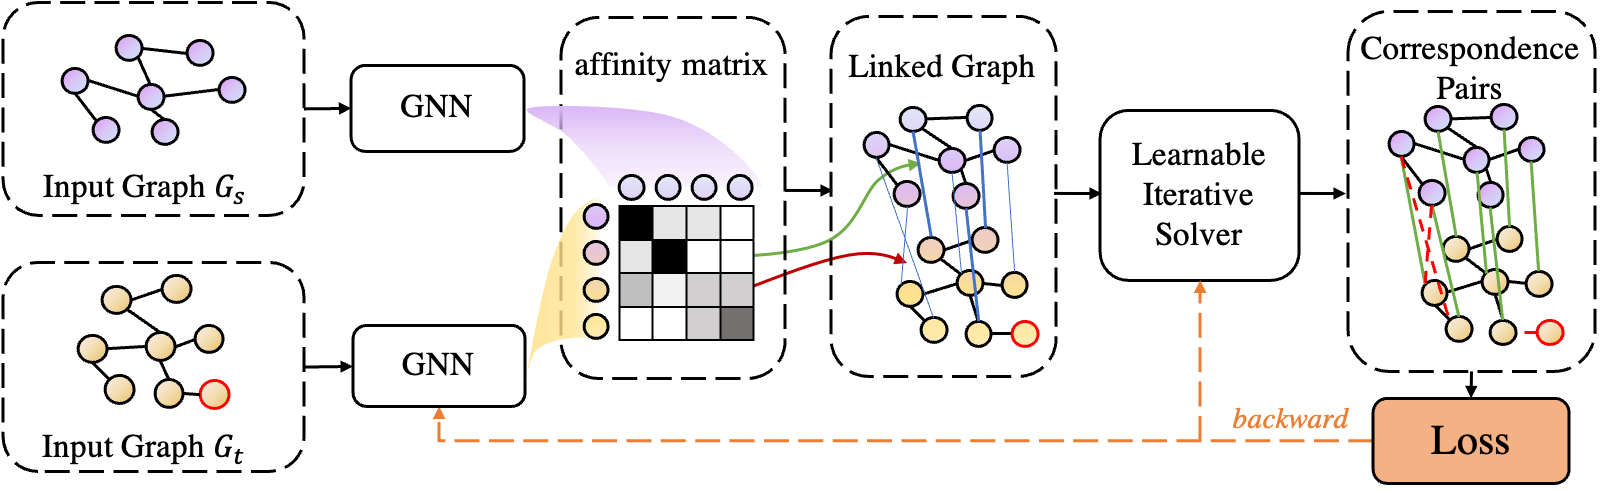 Input Graph G_s
GNN
affinity matrix
Linked Graph
Learnable
Iterative
Solver
Correspondence
Pairs
Input Graph G_t
GNN
backward
Loss